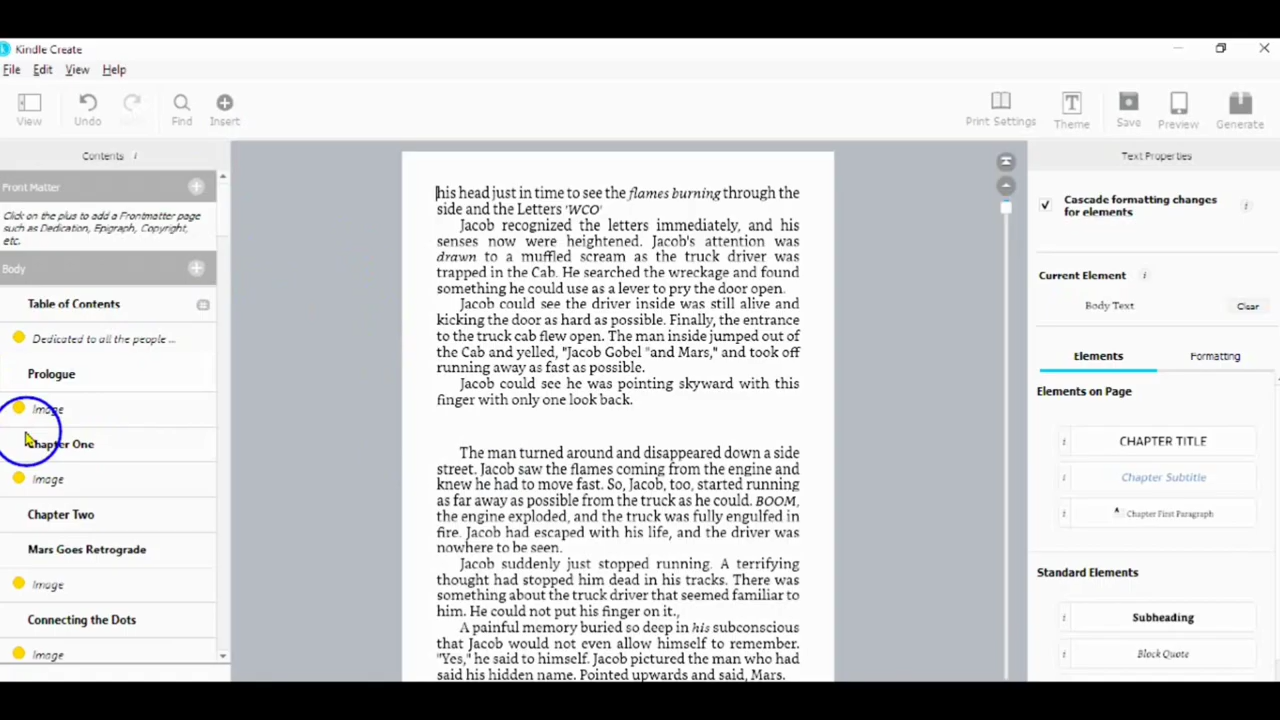 Kindle Create
File Edit View Help
View Undo Find Insert Print Settings Theme Save Preview Generate
Contents i
Front Matter
Click on the plus to add a Frontmatter page
such as Dedication, Epigraph, Copyright,
etc.
Body
Table of Contents
Dedicated to all the people ...
Prologue
Image
Chapter One
Image
Chapter Two
Mars Goes Retrograde
Image
Connecting the Dots
Image
his head just in time to see the flames burning through the
side and the Letters 'WCO'
Jacob recognized the letters immediately, and his
senses now were heightened. Jacob's attention was
drawn to a muffled scream as the truck driver was
trapped in the Cab. He searched the wreckage and found
something he could use as a lever to pry the door open.
Jacob could see the driver inside was still alive and
kicking the door as hard as possible. Finally, the entrance
to the truck cab flew open. The man inside jumped out of
the Cab and yelled, "Jacob Gobel "and Mars," and took off
running away as fast as possible.
Jacob could see he was pointing skyward with this
finger with only one look back.
The man turned around and disappeared down a side
street. Jacob saw the flames coming from the engine and
knew he had to move fast. So, Jacob, too, started running
as far away as possible from the truck as he could. BOOM,
the engine exploded, and the truck was fully engulfed in
fire. Jacob had escaped with his life, and the driver was
nowhere to be seen.
Jacob suddenly just stopped running. A terrifying
thought had stopped him dead in his tracks. There was
something about the truck driver that seemed familiar to
him. He could not put his finger on it.,
A painful memory buried so deep in his subconscious
that Jacob would not even allow himself to remember.
"Yes," he said to himself. Jacob pictured the man who had
said his hidden name. Pointed upwards and said, Mars.
Text Properties
Cascade formatting changes
for elements i
Current Element i
Body Text Clear
Elements Formatting
Elements on Page
i CHAPTER TITLE
i Chapter Subtitle
i A Chapter First Paragraph
Standard Elements
i Subheading
i Block Quote